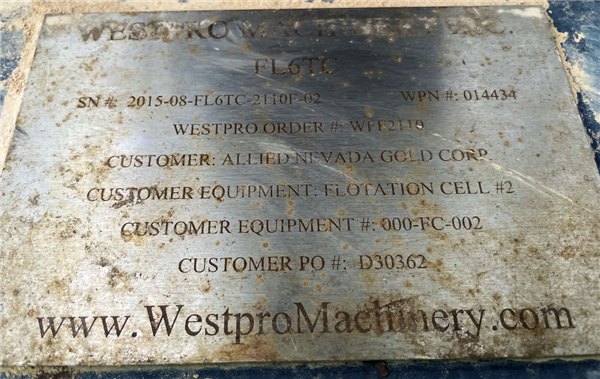 WESTPRO MACHINERY INC.
FL6TC
SN #: 2015-08-FL6TC-2110F-02 WPN #: 014434
WESTPRO ORDER #: WFE2110
CUSTOMER: ALLIED NEVADA GOLD CORP.
CUSTOMER EQUIPMENT: FLOTATION CELL #2
CUSTOMER EQUIPMENT #: 000-FC-002
CUSTOMER PO #: D30362
www.WestproMachinery.com